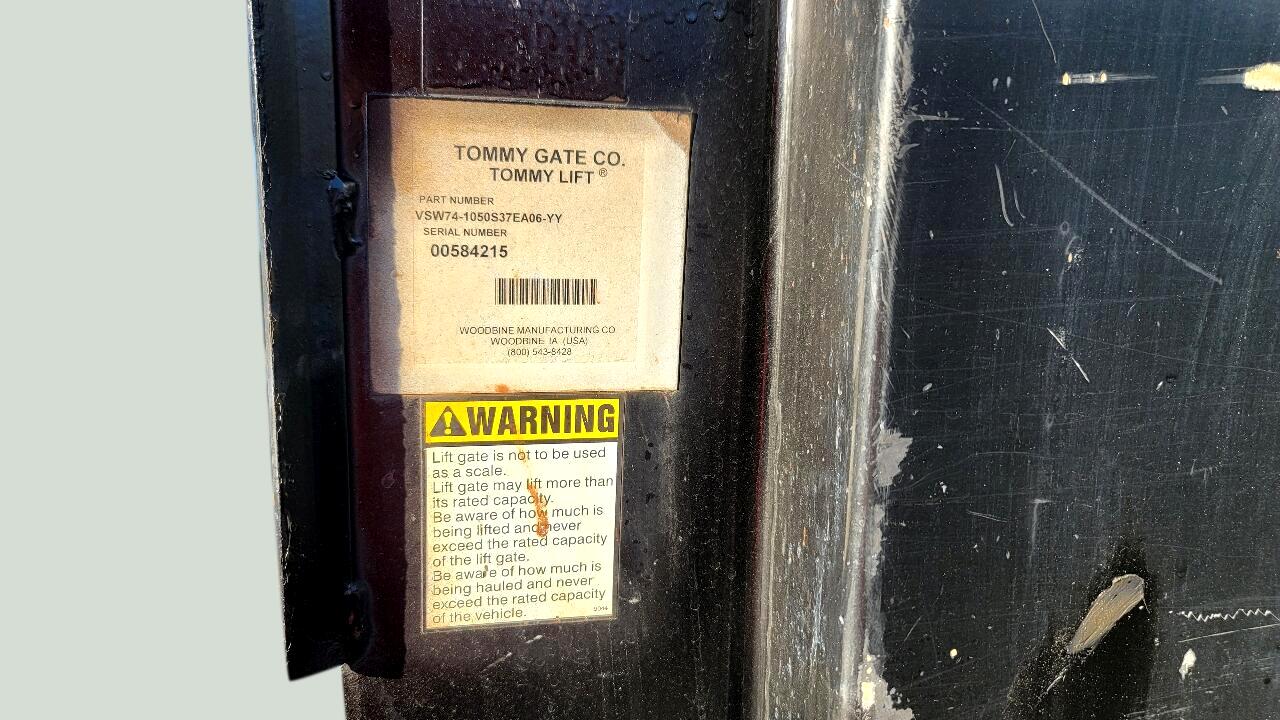 TOMMY GATE CO.
TOMMY LIFT ®
PART NUMBER
VSW74-1050S37EA06-YY
SERIAL NUMBER
00584215
WOODBINE MANUFACTURING CO
WOODBINE IA (USA)
(800) 543-8428
WARNING
Lift gate is not to be used
as a scale.
Lift gate may lift more than
its rated capacity.
Be aware of how much is
being lifted and never
exceed the rated capacity
of the lift gate.
Be aware of how much is
being hauled and never
exceed the rated capacity
of the vehicle.